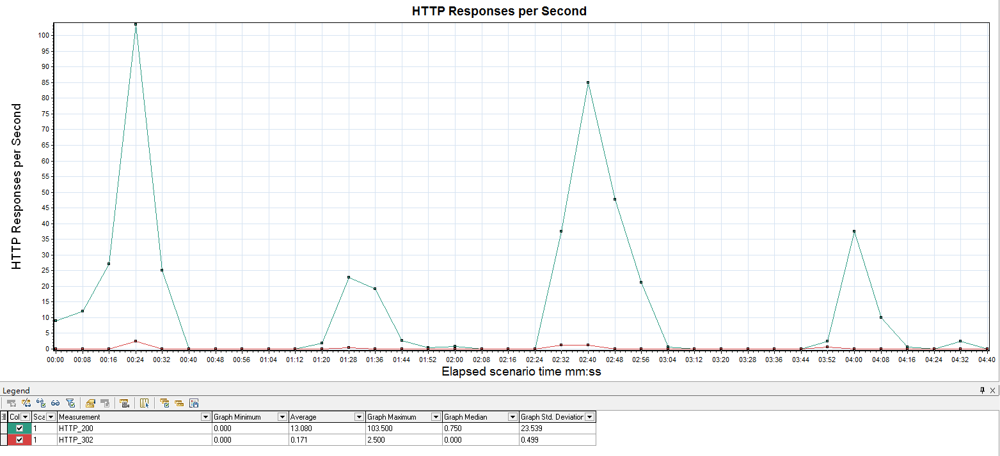 HTTP Responses per Second
HTTP Responses per Second
100
95
90
85
80
75
70
65
60
55
50
45
40
35
30
25
20
15
10
5
0
00:00 00:08 00:16 00:24 00:32 00:40 00:48 00:56 01:04 01:12 01:20 01:28 01:36 01:44 01:52 02:00 02:08 02:16 02:24 02:32 02:40 02:48 02:56 03:04 03:12 03:20 03:28 03:36 03:44 03:52 04:00 04:08 04:16 04:24 04:32 04:40
Elapsed scenario time mm:ss
Legend
Col Sca Measurement Graph Minimum Average Graph Maximum Graph Median Graph Std. Deviation
1 HTTP_200 0.000 13.080 103.500 0.750 23.539
1 HTTP_302 0.000 0.171 2.500 0.000 0.499